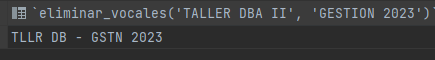 `eliminar_vocales('TALLER DBA II', 'GESTION 2023')`
TLLR DB - GSTN 2023